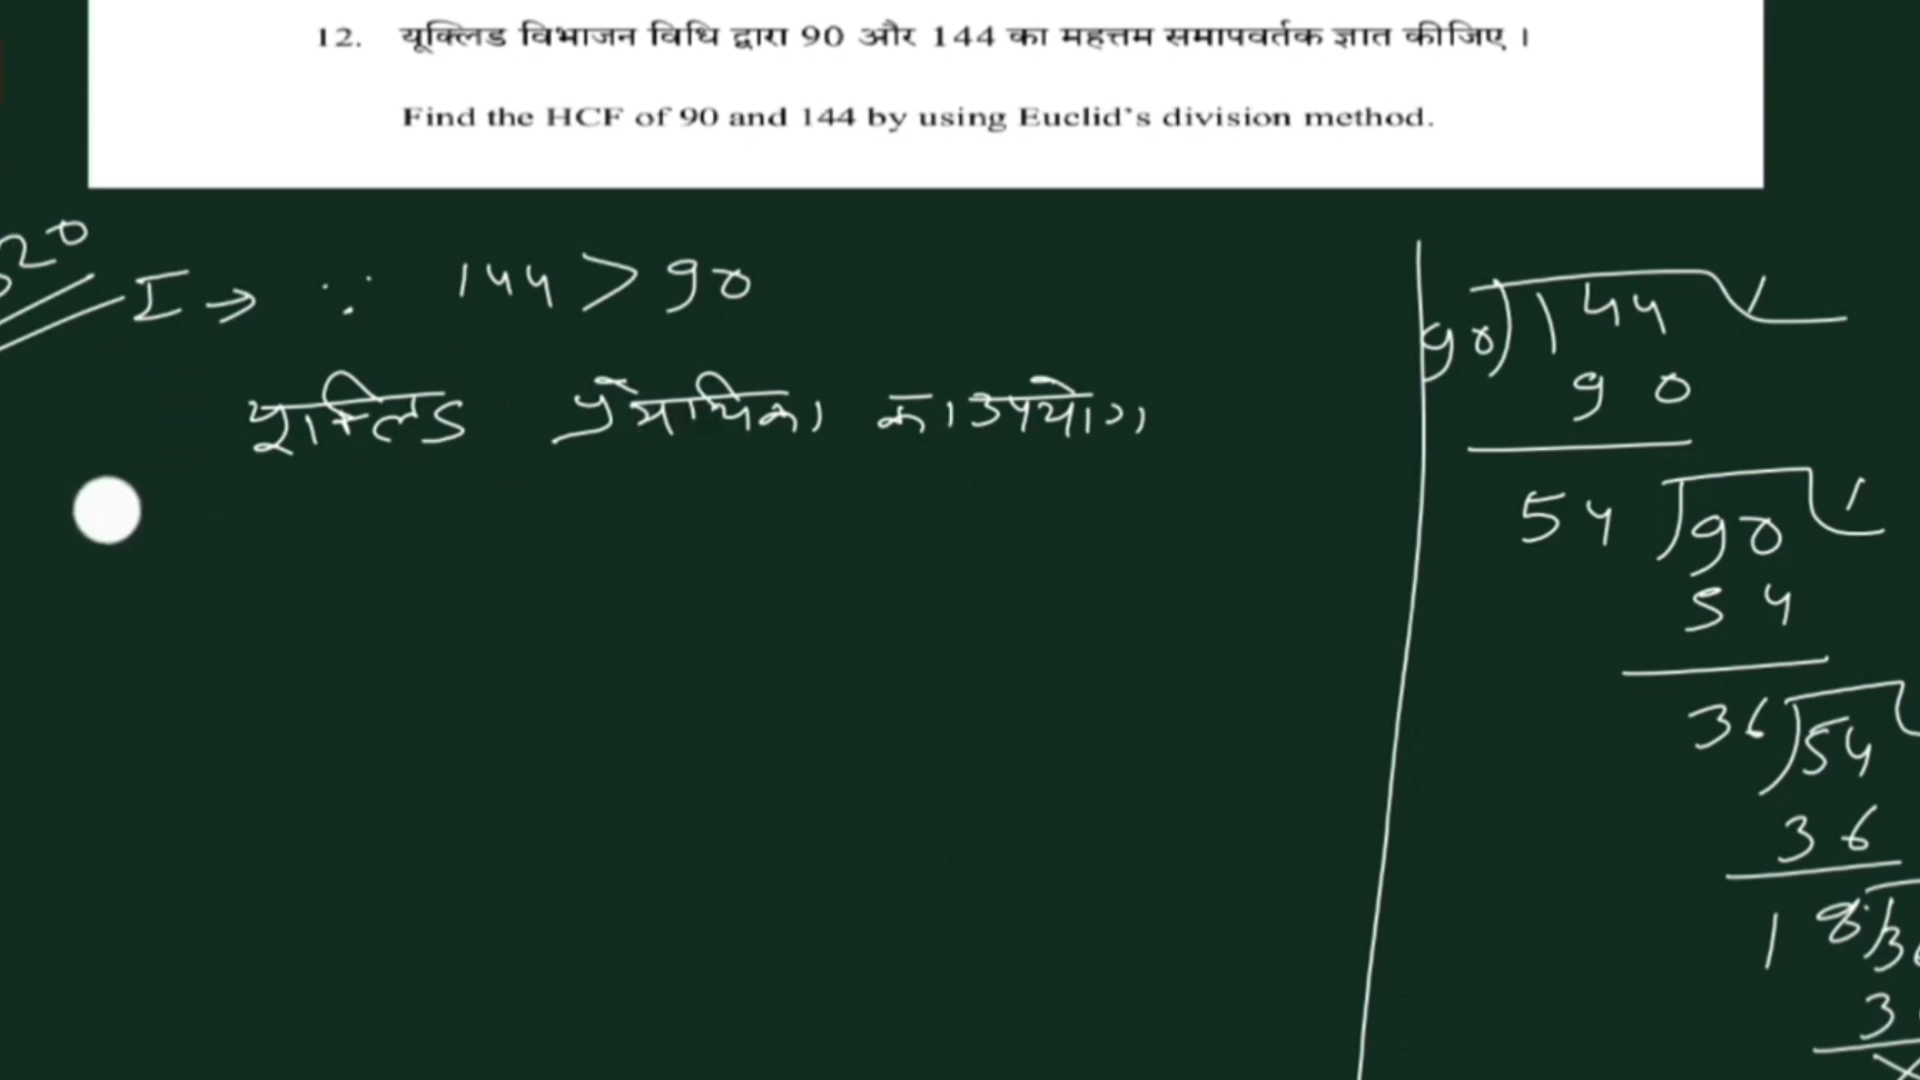 12. यूक्लिड विभाजन विधि द्वारा 90 और 144 का महत्तम समापवर्तक ज्ञात कीजिए ।
Find the HCF of 90 and 144 by using Euclid's division method.
I → ∵ 144 > 90
यूक्लिड प्रमेयिका का उपयोग
90) 144 ( 1
90
54 ) 90 ( 1
54
36 ) 54 (
36
18 ) 3
3